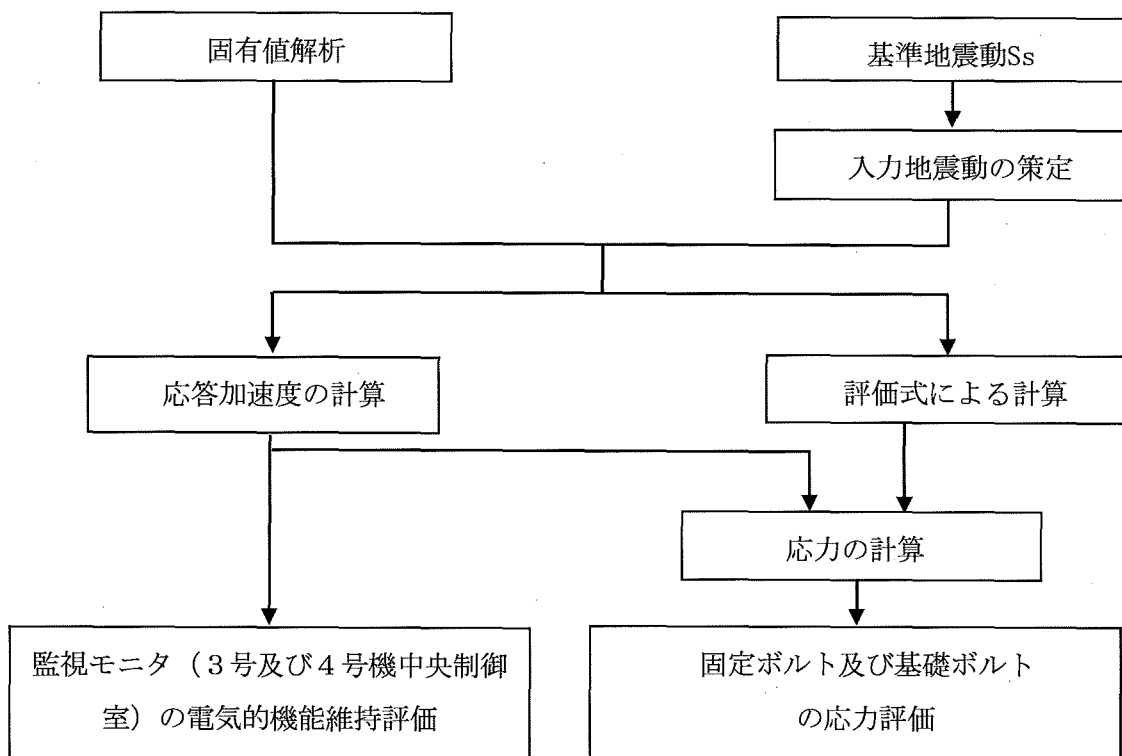 固有値解析
基準地震動Ss
入力地震動の策定
応答加速度の計算
評価式による計算
応力の計算
監視モニタ（３号及び４号機中央制御
室）の電気的機能維持評価
固定ボルト及び基礎ボルト
の応力評価